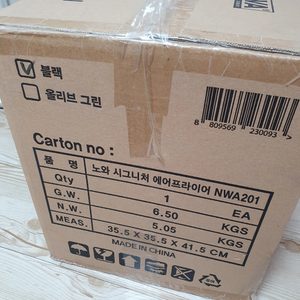 NWA
☑ 블랙
☐ 올리브 그린
8 809569 230093 >
Carton no :
품 명 노와 시그니처 에어프라이어 NWA201
Qty 1 EA
G.W. 6.50 KGS
N.W. 5.05 KGS
MEAS. 35.5 X 35.5 X 41.5 CM
MADE IN CHINA